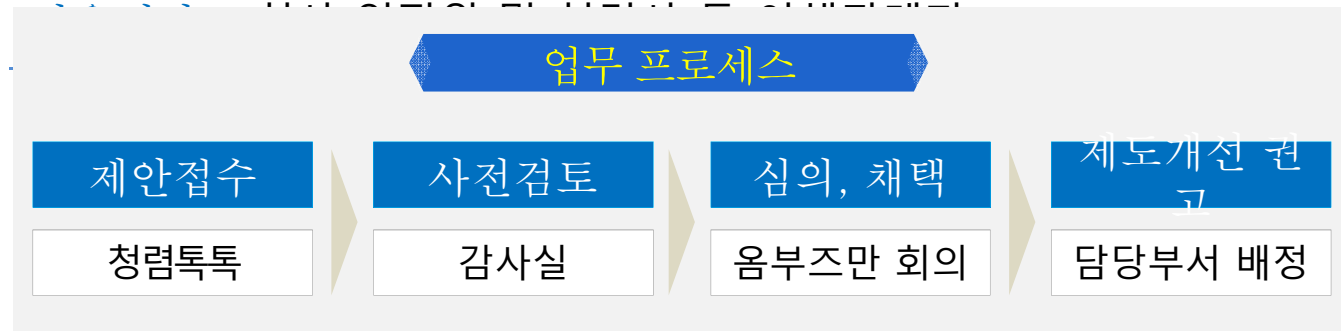 업무 프로세스
제안접수
사전검토
심의, 채택
제도개선 권
고
청렴톡톡
감사실
옴부즈만 회의
담당부서 배정